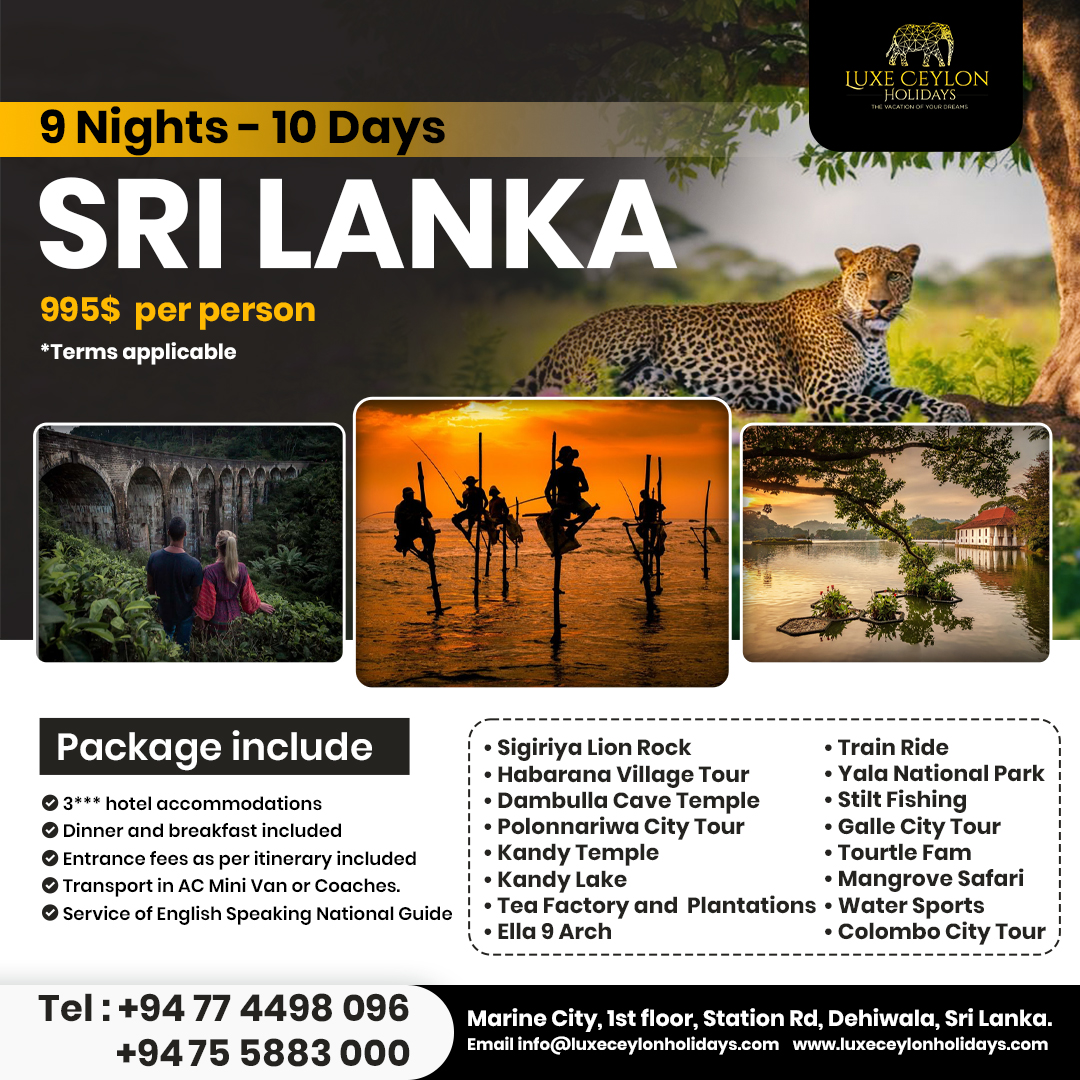 LUXE CEYLON
HOLIDAYS
THE VACATION OF YOUR DREAMS
9 Nights - 10 Days
SRI LANKA
995$ per person
*Terms applicable
Package include
3*** hotel accommodations
Dinner and breakfast included
Entrance fees as per itinerary included
Transport in AC Mini Van or Coaches.
Service of English Speaking National Guide
• Sigiriya Lion Rock
• Habarana Village Tour
• Dambulla Cave Temple
• Polonnariwa City Tour
• Kandy Temple
• Kandy Lake
• Tea Factory and Plantations
• Ella 9 Arch
• Train Ride
• Yala National Park
• Stilt Fishing
• Galle City Tour
• Tourtle Fam
• Mangrove Safari
• Water Sports
• Colombo City Tour
Tel : +94 77 4498 096
+94 75 5883 000
Marine City, 1st floor, Station Rd, Dehiwala, Sri Lanka.
Email info@luxeceylonholidays.com www.luxeceylonholidays.com